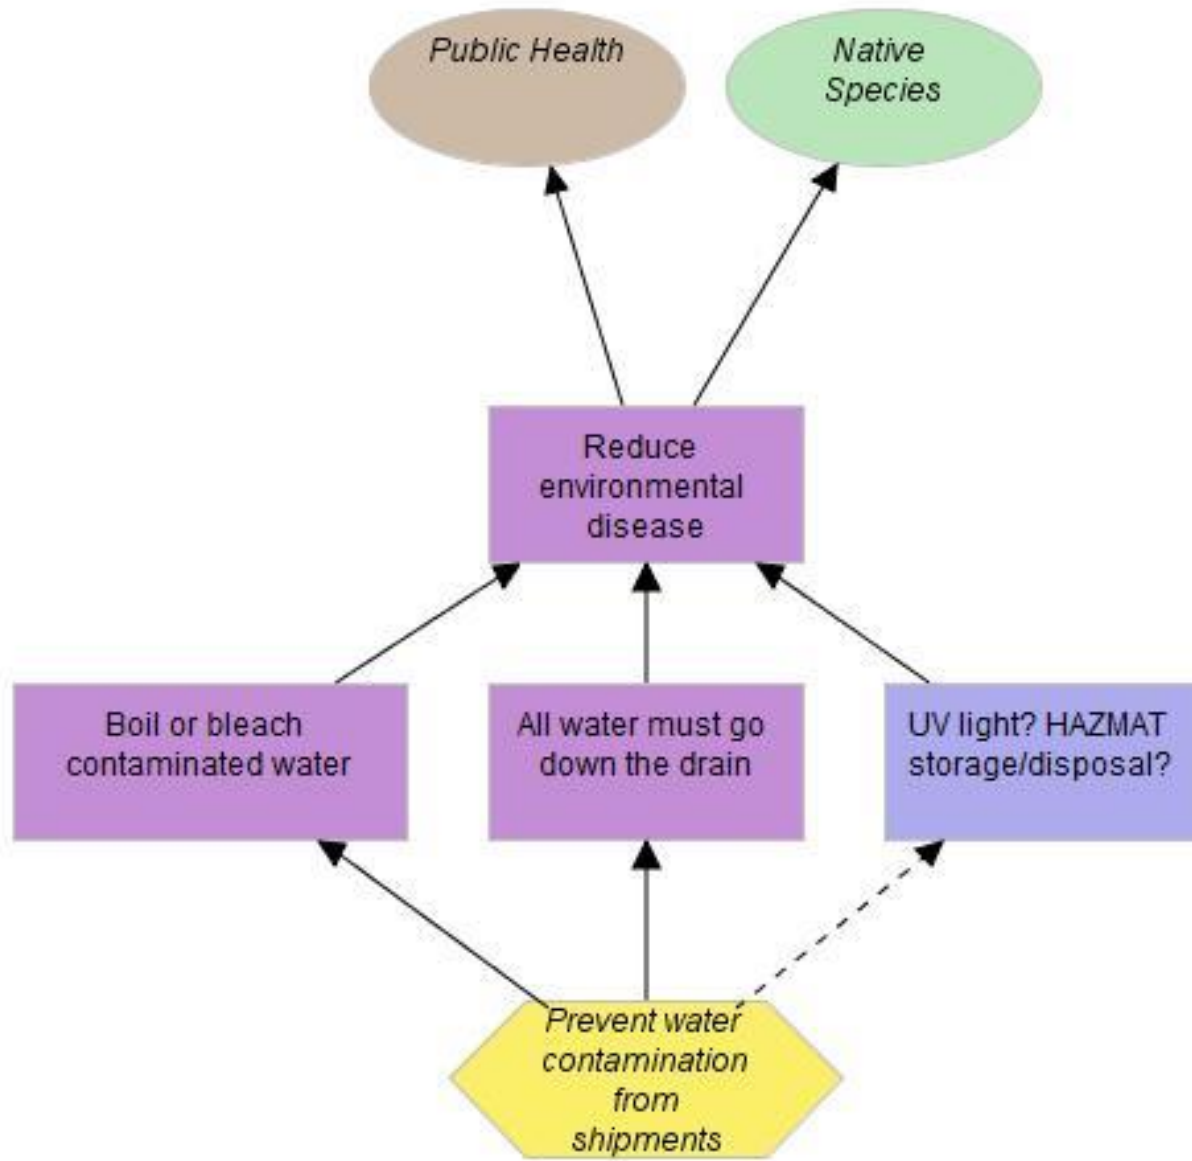 Public Health
Native
Species
Reduce
environmental
disease
Boil or bleach
contaminated water
All water must go
down the drain
UV light? HAZMAT
storage/disposal?
Prevent water
contamination
from
shipments